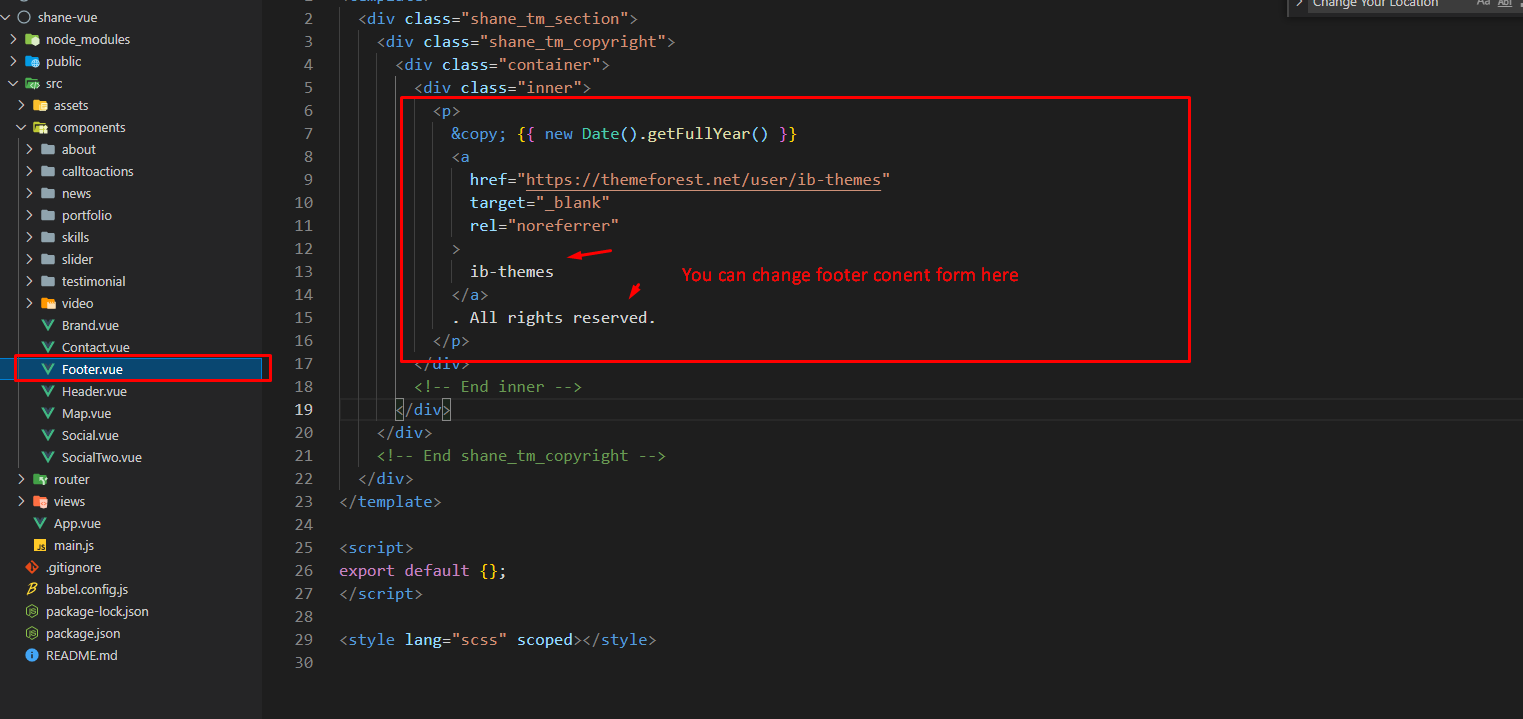 shane-vue
node_modules
public
src
assets
components
about
calltoactions
news
portfolio
skills
slider
testimonial
video
Brand.vue
Contact.vue
Footer.vue
Header.vue
Map.vue
Social.vue
SocialTwo.vue
router
views
App.vue
main.js
.gitignore
babel.config.js
package-lock.json
package.json
README.md
Change Your Location
2 <div class="shane_tm_section">
3 <div class="shane_tm_copyright">
4 <div class="container">
5 <div class="inner">
6 <p>
7 &copy; {{ new Date().getFullYear() }}
8 <a
9 href="https://themeforest.net/user/ib-themes"
10 target="_blank"
11 rel="noreferrer"
12 >
13 ib-themes
You can change footer conent form here
14 </a>
15 . All rights reserved.
16 </p>
17 </div>
18 <!-- End inner -->
19 </div>
20 </div>
21 <!-- End shane_tm_copyright -->
22 </div>
23 </template>
24
25 <script>
26 export default {};
27 </script>
28
29 <style lang="scss" scoped></style>
30